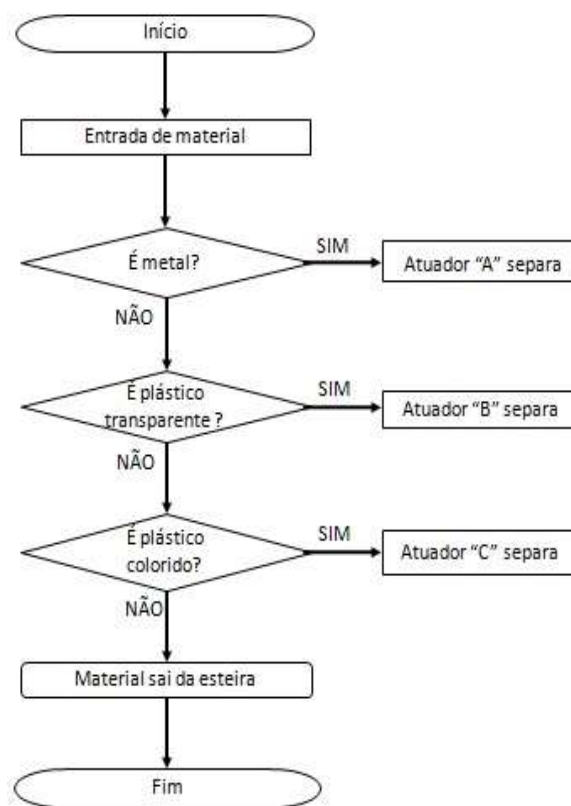 Início
Entrada de material
É metal?
SIM
Atuador “A” separa
NÃO
É plástico
transparente ?
SIM
Atuador “B” separa
NÃO
É plástico
colorido?
SIM
Atuador “C” separa
NÃO
Material sai da esteira
Fim